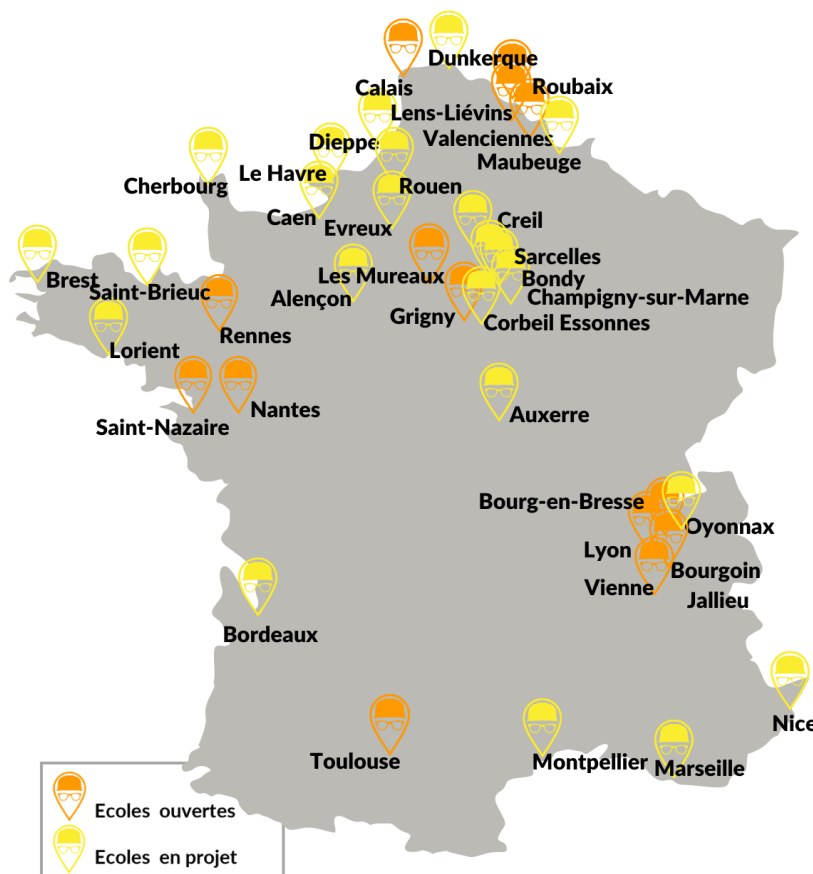 Dunkerque
Calais
Roubaix
Lens-Liévins
Valenciennes
Dieppe
Maubeuge
Le Havre
Cherbourg
Rouen
Caen
Creil
Evreux
Sarcelles
Les Mureaux
Brest
Bondy
Saint-Brieuc
Alençon
Champigny-sur-Marne
Grigny
Corbeil Essonnes
Rennes
Lorient
Nantes
Auxerre
Saint-Nazaire
Bourg-en-Bresse
Oyonnax
Lyon
Bourgoin
Jallieu
Vienne
Bordeaux
Nice
Toulouse
Montpellier
Marseille
Ecoles ouvertes
Ecoles en projet